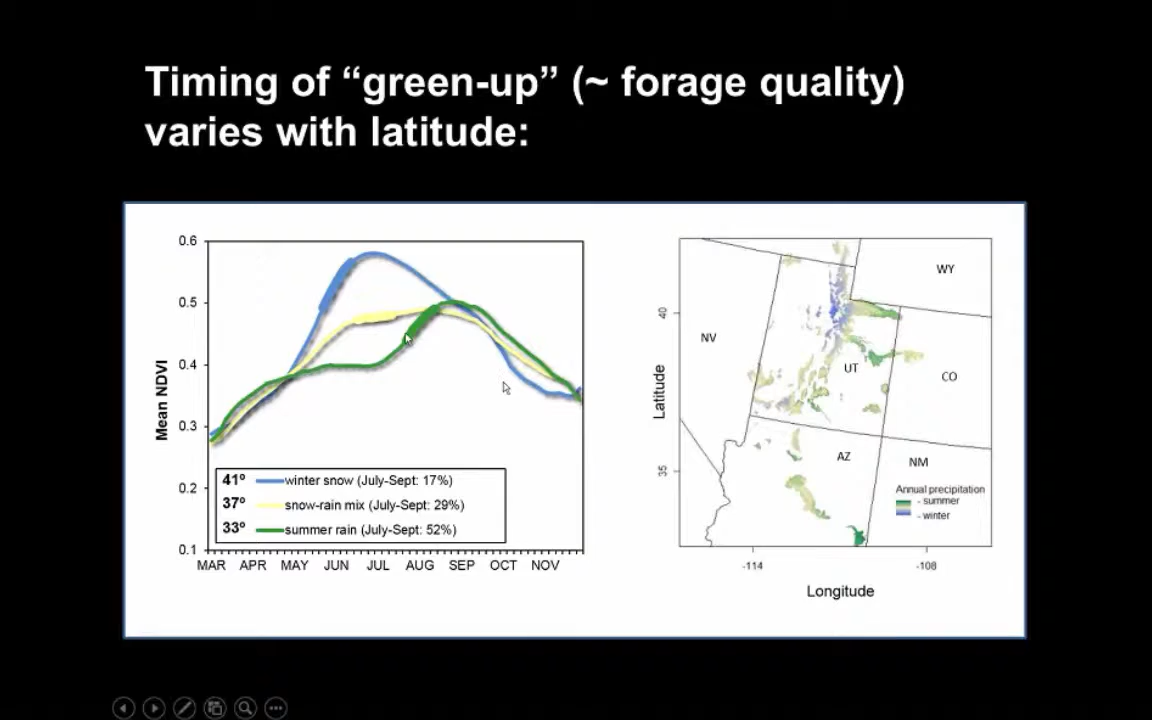 Timing of “green-up” (~ forage quality)
varies with latitude:
0.6
0.5
0.4
0.3
0.2
0.1
Mean NDVI
MAR APR MAY JUN JUL AUG SEP OCT NOV
41º winter snow (July-Sept: 17%)
37º snow-rain mix (July-Sept: 29%)
33º summer rain (July-Sept: 52%)
Latitude
40
35
WY
NV
UT
CO
AZ
NM
Annual precipitation
- summer
- winter
-114 -108
Longitude